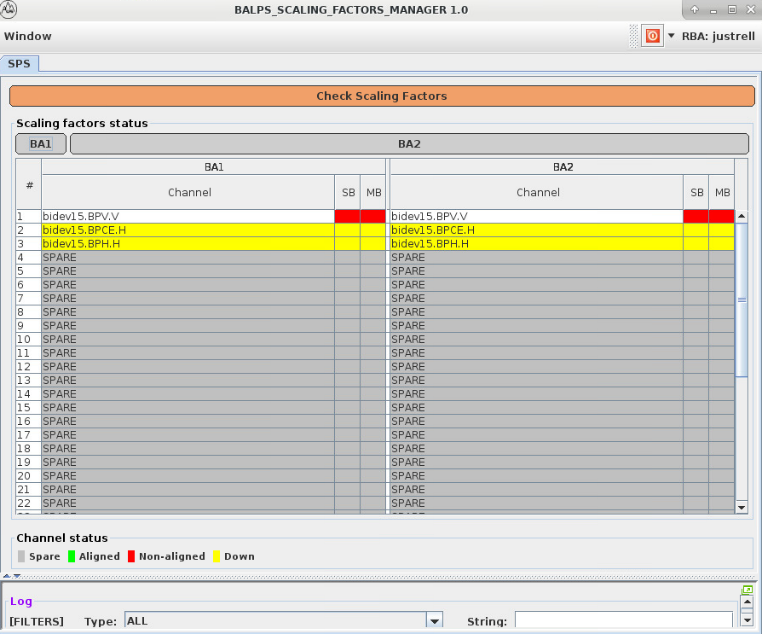 BALPS_SCALING_FACTORS_MANAGER 1.0
Window RBA: justrell
SPS
Check Scaling Factors
Scaling factors status
BA1 BA2
BA1 BA2
# Channel SB MB Channel SB MB
1 bidev15.BPV.V bidev15.BPV.V
2 bidev15.BPCE.H bidev15.BPCE.H
3 bidev15.BPH.H bidev15.BPH.H
4 SPARE SPARE
5 SPARE SPARE
6 SPARE SPARE
7 SPARE SPARE
8 SPARE SPARE
9 SPARE SPARE
10 SPARE SPARE
11 SPARE SPARE
12 SPARE SPARE
13 SPARE SPARE
14 SPARE SPARE
15 SPARE SPARE
16 SPARE SPARE
17 SPARE SPARE
18 SPARE SPARE
19 SPARE SPARE
20 SPARE SPARE
21 SPARE SPARE
22 SPARE SPARE
Channel status
Spare Aligned Non-aligned Down
Log
[FILTERS] Type: ALL String: